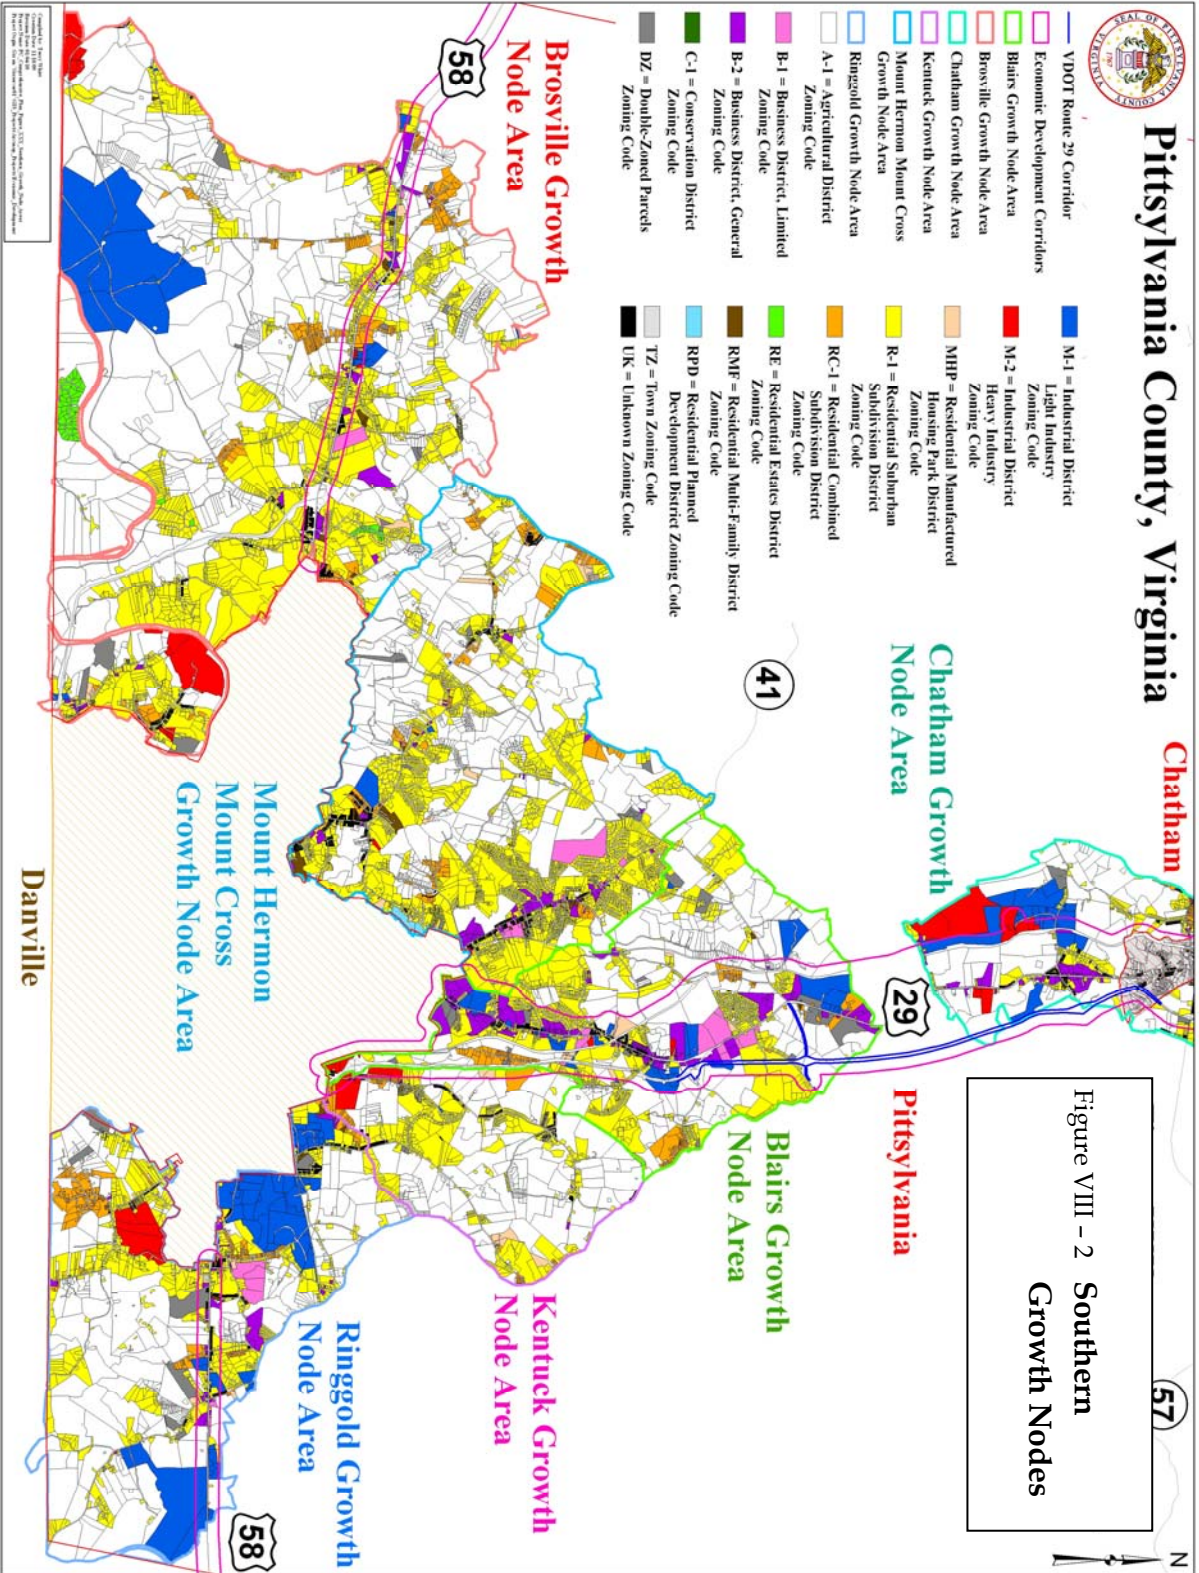 Pittsylvania County, Virginia
SEAL OF PITTSYLVANIA COUNTY
VIRGINIA
1767
VDOT Route 29 Corridor
Economic Development Corridors
Blairs Growth Node Area
Brosville Growth Node Area
Chatham Growth Node Area
Kentuck Growth Node Area
Mount Hermon Mount Cross
Growth Node Area
Ringgold Growth Node Area
A-1 = Agricultural District
Zoning Code
B-1 = Business District, Limited
Zoning Code
B-2 = Business District, General
Zoning Code
C-1 = Conservation District
Zoning Code
DZ = Double-Zoned Parcels
Zoning Code
M-1 = Industrial District
Light Industry
Zoning Code
M-2 = Industrial District
Heavy Industry
Zoning Code
MHP = Residential Manufactured
Housing Park District
Zoning Code
R-1 = Residential Suburban
Subdivision District
Zoning Code
RC-1 = Residential Combined
Subdivision District
Zoning Code
RE = Residential Estates District
Zoning Code
RMF = Residential Multi-Family District
Zoning Code
RPD = Residential Planned
Development District Zoning Code
TZ = Town Zoning Code
UK = Unknown Zoning Code
Chatham
57
Figure VIII – 2 Southern
Growth Nodes
N
Chatham Growth
Node Area
29
Pittsylvania
41
Blairs Growth
Node Area
Brosville Growth
Node Area
58
Kentuck Growth
Node Area
Ringgold Growth
Node Area
58
Mount Hermon
Mount Cross
Growth Node Area
Danville